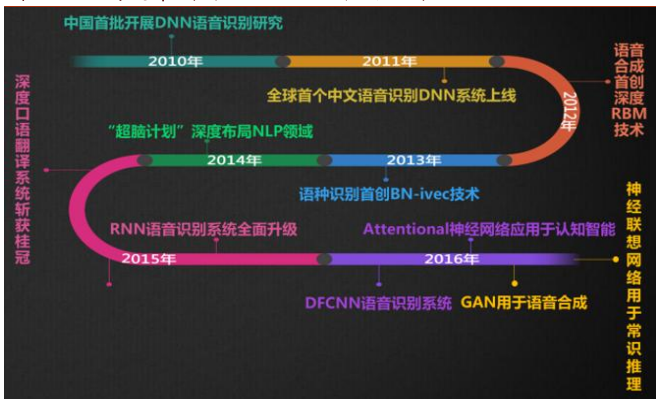 中国首批开展DNN语音识别研究
2010年
2011年
全球首个中文语音识别DNN系统上线
语音
合成
首创
深度
RBM
技术
2012年
2013年
语种识别首创BN-ivec技术
2014年
“超脑计划”深度布局NLP领域
深度口语翻译系统斩获桂冠
2015年
RNN语音识别系统全面升级
2016年
Attentional神经网络应用于认知智能
DFCNN语音识别系统
GAN用于语音合成
神经联想网络用于常识推理